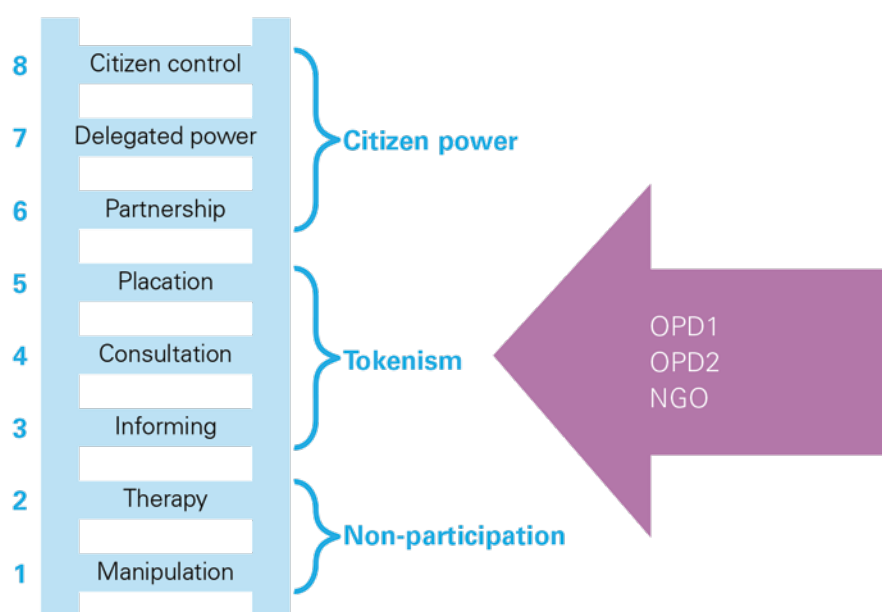 8 Citizen control
7 Delegated power
Citizen power
6 Partnership
5 Placation
4 Consultation
Tokenism
3 Informing
2 Therapy
Non-participation
1 Manipulation
OPD1
OPD2
NGO